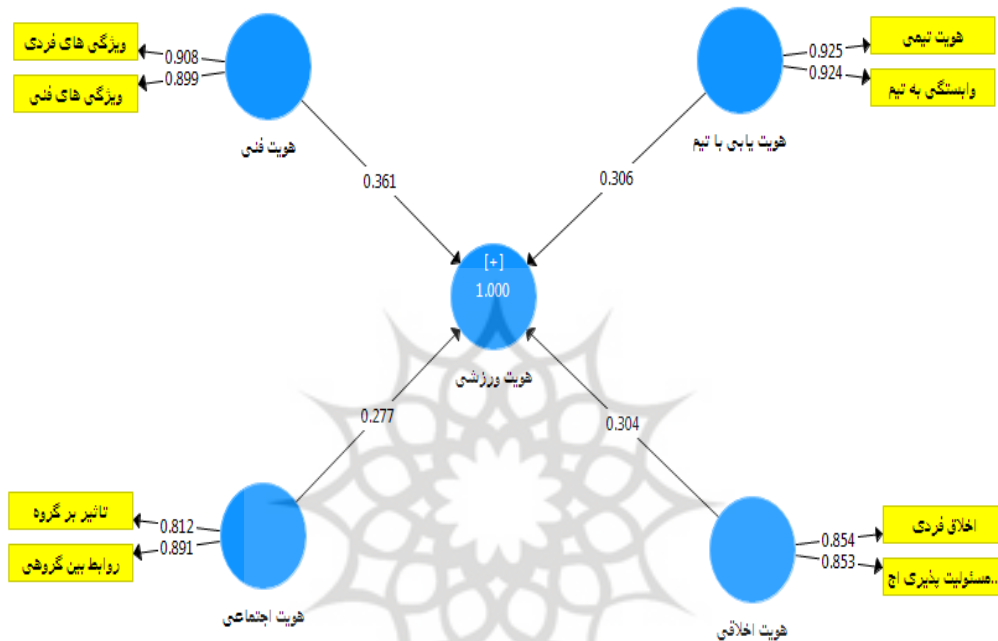 هویت تیمی
0.925
0.924
وابستگی به تیم
هویت یابی با تیم
ویژگی های فردی
0.908
0.899
ویژگی های فنی
هویت فنی
0.306
0.361
[+]
1.000
هویت ورزشی
0.304
0.277
اخلاق فردی
0.854
0.853
مسئولیت پذیری اج...
هویت اخلاقی
تاثیر بر گروه
0.812
0.891
روابط بین گروهی
هویت اجتماعی